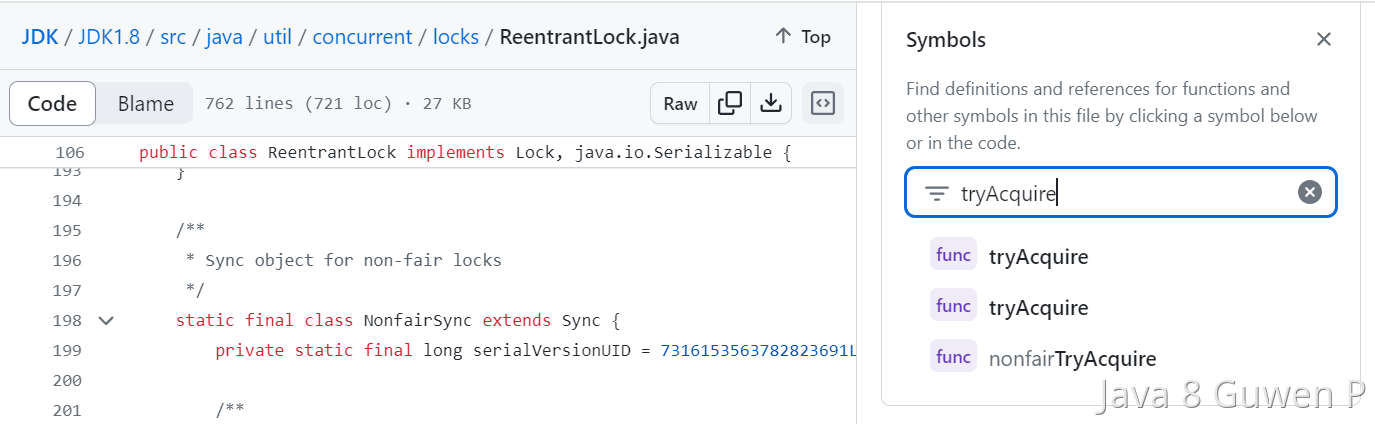 JDK / JDK1.8 / src / java / util / concurrent / locks / ReentrantLock.java
Top
Code
Blame
762 lines (721 loc) · 27 KB
Raw
106 public class ReentrantLock implements Lock, java.io.Serializable {
193 }
194
195 /**
196 * Sync object for non-fair locks
197 */
198 static final class NonfairSync extends Sync {
199 private static final long serialVersionUID = 7316153563782823691L
200
201 /**
Symbols
Find definitions and references for functions and
other symbols in this file by clicking a symbol below
or in the code.
tryAcquire
func tryAcquire
func tryAcquire
func nonfairTryAcquire
Java 8 Guwen P